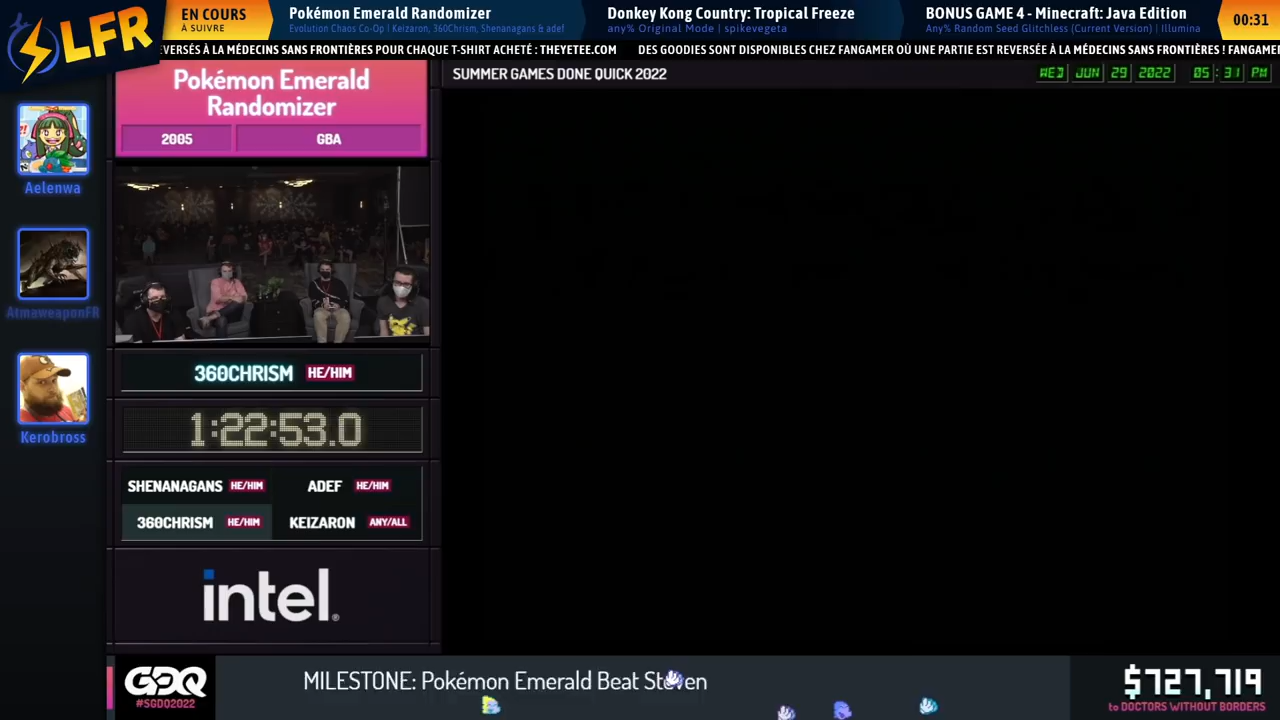 LFR
EN COURS
À SUIVRE
Pokémon Emerald Randomizer
Evolution Chaos Co-Op | Keizaron, 360Chrism, Shenanagans & adef
Donkey Kong Country: Tropical Freeze
any% Original Mode | spikevegeta
BONUS GAME 4 - Minecraft: Java Edition
Any% Random Seed Glitchless (Current Version) | Illumina
00:31
EVERSÉS À LA MÉDECINS SANS FRONTIÈRES POUR CHAQUE T-SHIRT ACHETÉ : THEYETEE.COM DES GOODIES SONT DISPONIBLES CHEZ FANGAMER OÙ UNE PARTIE EST REVERSÉE À LA MÉDECINS SANS FRONTIÈRES ! FANGAME
Pokémon Emerald
Randomizer
2005 GBA
SUMMER GAMES DONE QUICK 2022
WED JUN 29 2022 05:31 PM
Aelenwa
AtmaweaponFR
Kerobross
360CHRISM HE/HIM
1:22:53.0
SHENANAGANS HE/HIM ADEF HE/HIM
360CHRISM HE/HIM KEIZARON ANY/ALL
intel.
GDQ
#SGDQ2022
MILESTONE: Pokémon Emerald Beat Steven
$727,719
to DOCTORS WITHOUT BORDERS